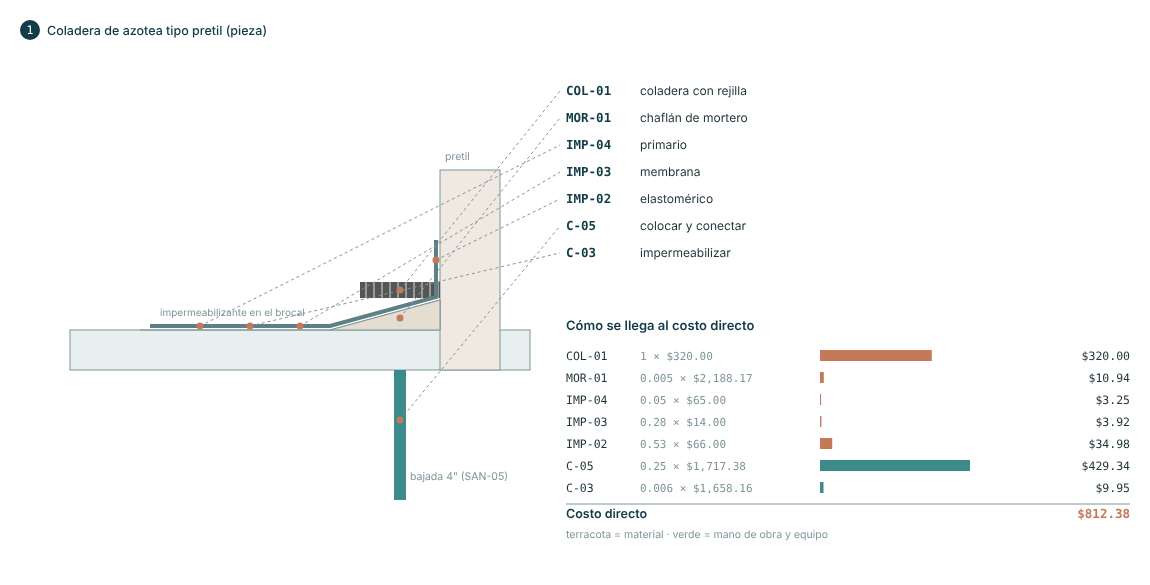 1 Coladera de azotea tipo pretil (pieza)
COL-01 coladera con rejilla
MOR-01 chaflán de mortero
IMP-04 primario
pretil
IMP-03 membrana
IMP-02 elastomérico
C-05 colocar y conectar
C-03 impermeabilizar
impermeabilizante en el brocal
Cómo se llega al costo directo
COL-01 1 × $320.00 $320.00
MOR-01 0.005 × $2,188.17 $10.94
IMP-04 0.05 × $65.00 $3.25
IMP-03 0.28 × $14.00 $3.92
IMP-02 0.53 × $66.00 $34.98
C-05 0.25 × $1,717.38 $429.34
bajada 4" (SAN-05)
C-03 0.006 × $1,658.16 $9.95
Costo directo $812.38
terracota = material · verde = mano de obra y equipo